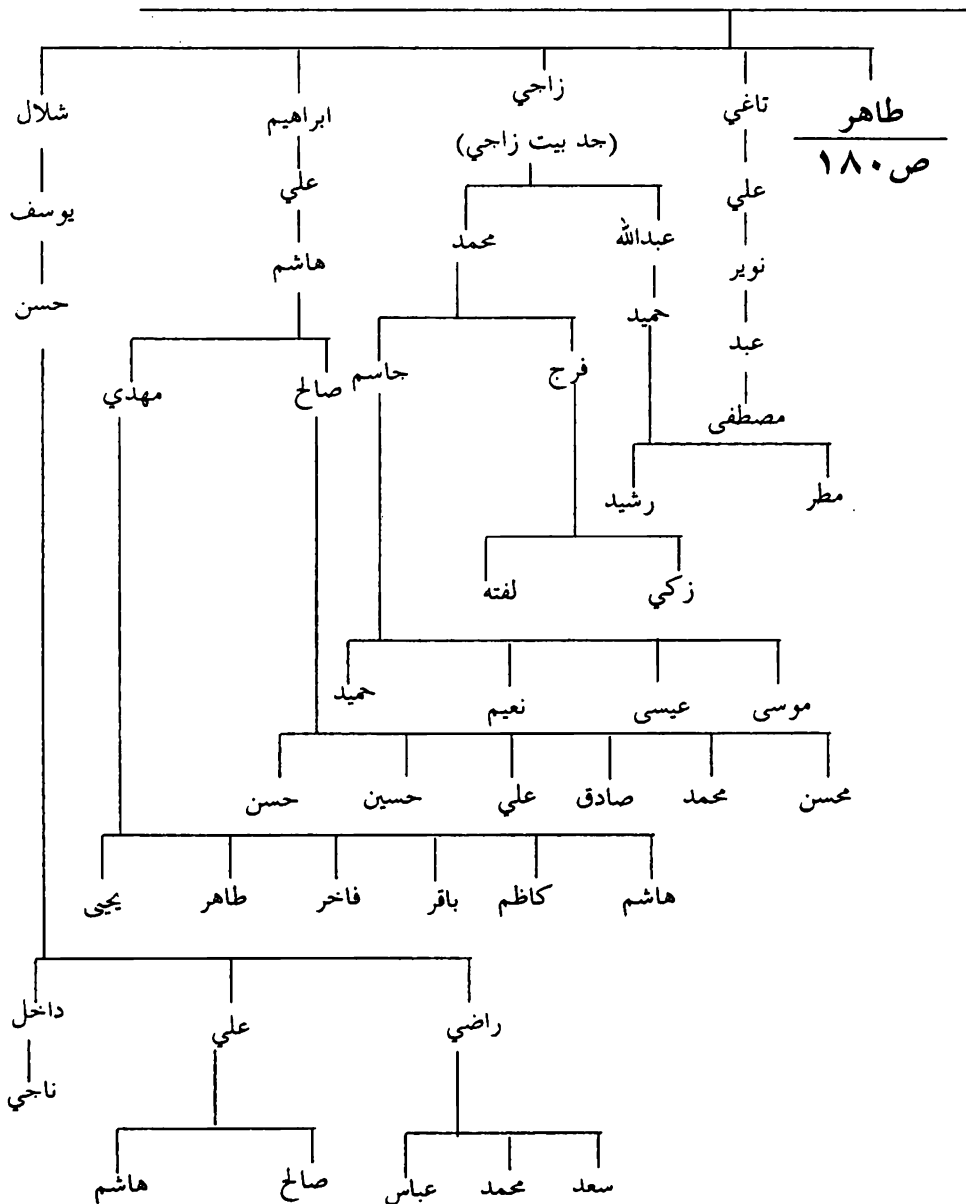 طاهر
ص١٨٠
تاغي
علي
نوير
عبد
مصطفى
زاجي
(جد بيت زاجي)
عبدالله
محمد
حميد
مطر
رشيد
فرج
جاسم
زكي
لفته
موسى
عيسى
نعيم
حميد
ابراهيم
علي
هاشم
صالح
مهدي
محسن
محمد
صادق
علي
حسين
حسن
هاشم
كاظم
باقر
فاخر
طاهر
يحيى
شلال
يوسف
حسن
راضي
علي
داخل
ناجي
سعد
محمد
عباس
صالح
هاشم